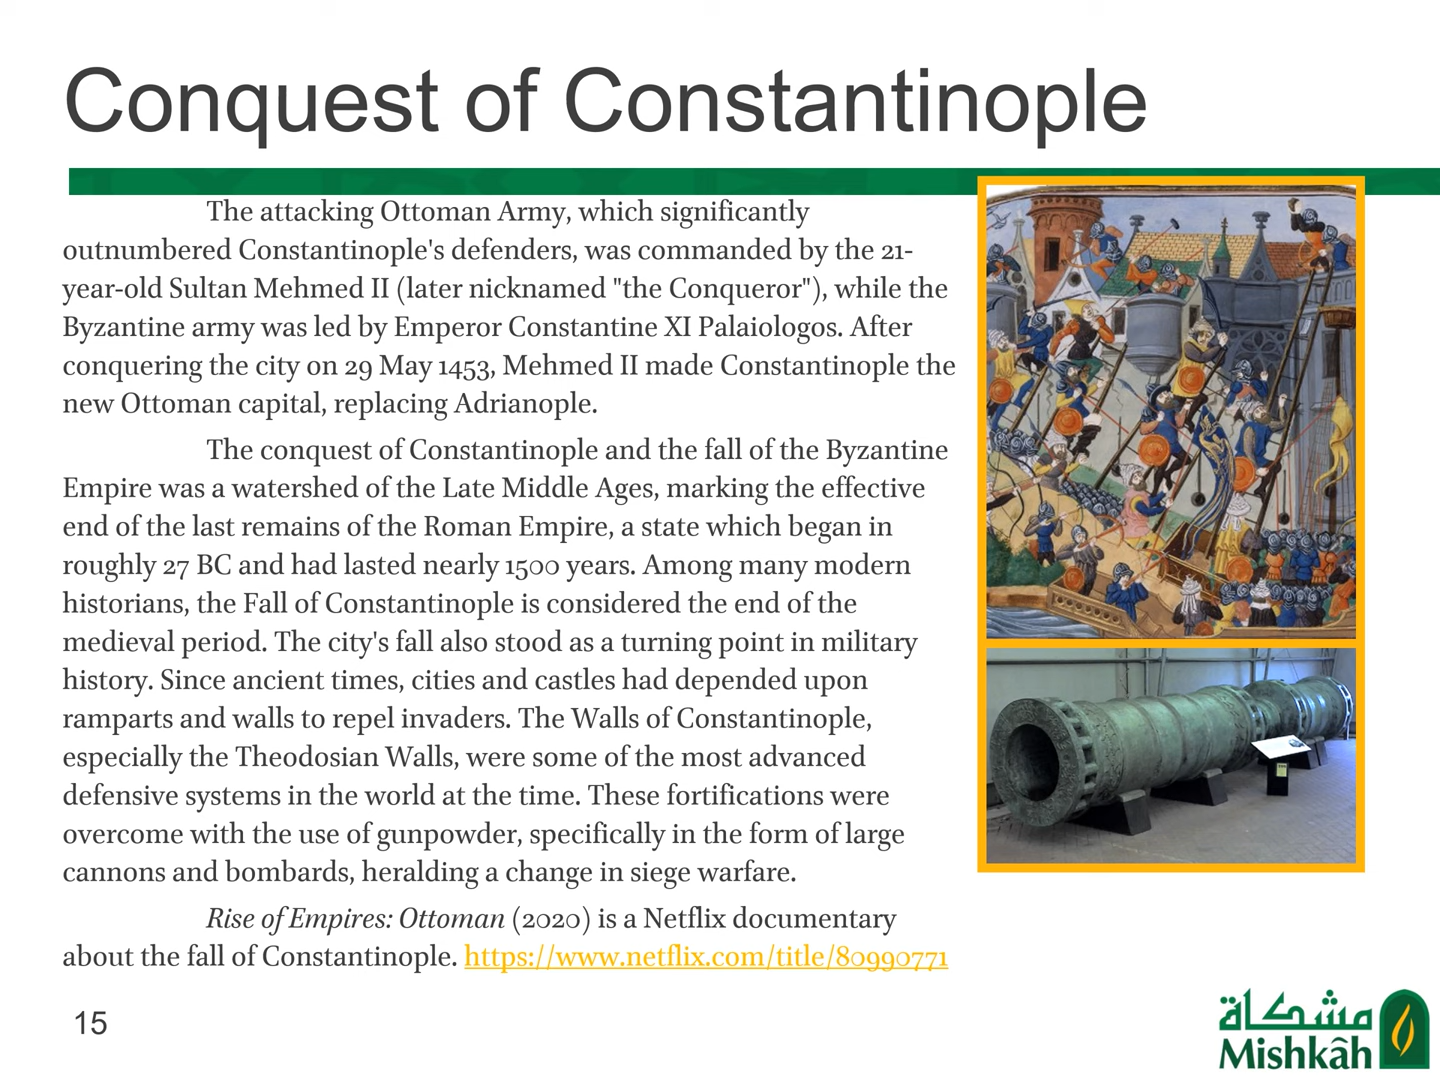 Conquest of Constantinople
The attacking Ottoman Army, which significantly
outnumbered Constantinople's defenders, was commanded by the 21-
year-old Sultan Mehmed II (later nicknamed "the Conqueror"), while the
Byzantine army was led by Emperor Constantine XI Palaiologos. After
conquering the city on 29 May 1453, Mehmed II made Constantinople the
new Ottoman capital, replacing Adrianople.
The conquest of Constantinople and the fall of the Byzantine
Empire was a watershed of the Late Middle Ages, marking the effective
end of the last remains of the Roman Empire, a state which began in
roughly 27 BC and had lasted nearly 1500 years. Among many modern
historians, the Fall of Constantinople is considered the end of the
medieval period. The city's fall also stood as a turning point in military
history. Since ancient times, cities and castles had depended upon
ramparts and walls to repel invaders. The Walls of Constantinople,
especially the Theodosian Walls, were some of the most advanced
defensive systems in the world at the time. These fortifications were
overcome with the use of gunpowder, specifically in the form of large
cannons and bombards, heralding a change in siege warfare.
Rise of Empires: Ottoman (2020) is a Netflix documentary
about the fall of Constantinople. https://www.netflix.com/title/80990771
15
مشكاة
Mishkâh